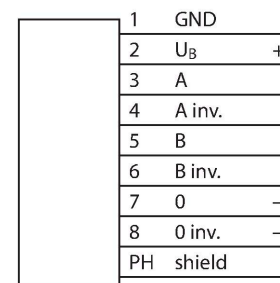 1 GND
2 U_B +
3 A
4 A inv.
5 B
6 B inv.
7 0 –
8 0 inv. –
PH shield